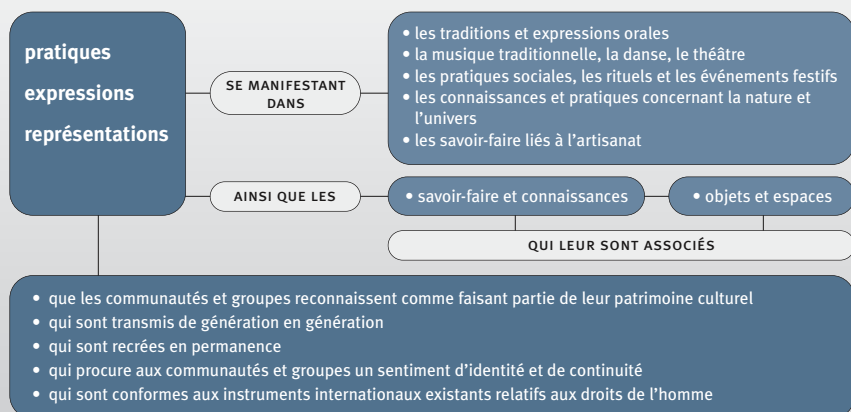 pratiques
expressions
représentations
SE MANIFESTANT
DANS
• les traditions et expressions orales
• la musique traditionnelle, la danse, le théâtre
• les pratiques sociales, les rituels et les événements festifs
• les connaissances et pratiques concernant la nature et
l'univers
• les savoir-faire liés à l'artisanat
AINSI QUE LES
• savoir-faire et connaissances
• objets et espaces
QUI LEUR SONT ASSOCIÉS
• que les communautés et groupes reconnaissent comme faisant partie de leur patrimoine culturel
• qui sont transmis de génération en génération
• qui sont recrées en permanence
• qui procure aux communautés et groupes un sentiment d'identité et de continuité
• qui sont conformes aux instruments internationaux existants relatifs aux droits de l'homme